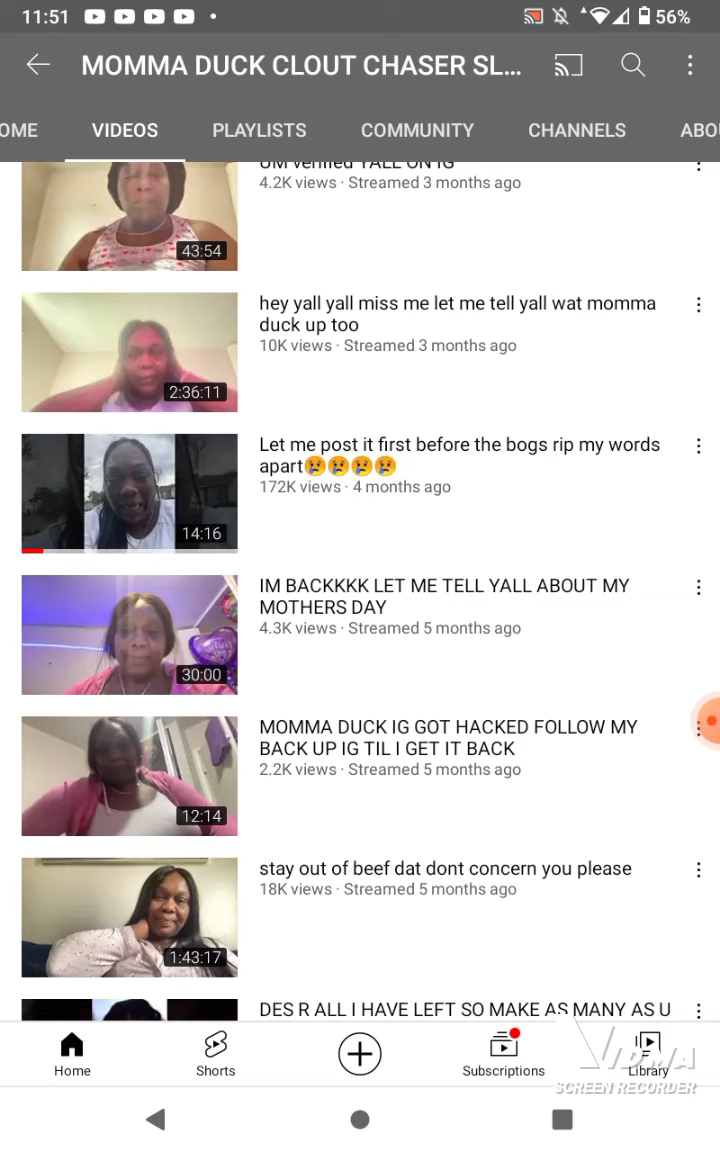 11:51
56%
MOMMA DUCK CLOUT CHASER SL...
OME VIDEOS PLAYLISTS COMMUNITY CHANNELS ABO
UM verified YALL ON IG
4.2K views · Streamed 3 months ago
43:54
hey yall yall miss me let me tell yall wat momma
duck up too
10K views · Streamed 3 months ago
2:36:11
Let me post it first before the bogs rip my words
apart😢😢😢😢
172K views · 4 months ago
14:16
IM BACKKKK LET ME TELL YALL ABOUT MY
MOTHERS DAY
4.3K views · Streamed 5 months ago
30:00
MOMMA DUCK IG GOT HACKED FOLLOW MY
BACK UP IG TIL I GET IT BACK
2.2K views · Streamed 5 months ago
12:14
stay out of beef dat dont concern you please
18K views · Streamed 5 months ago
1:43:17
DES R ALL I HAVE LEFT SO MAKE AS MANY AS U
Home Shorts Subscriptions Library
VIDMA
SCREEN RECORDER